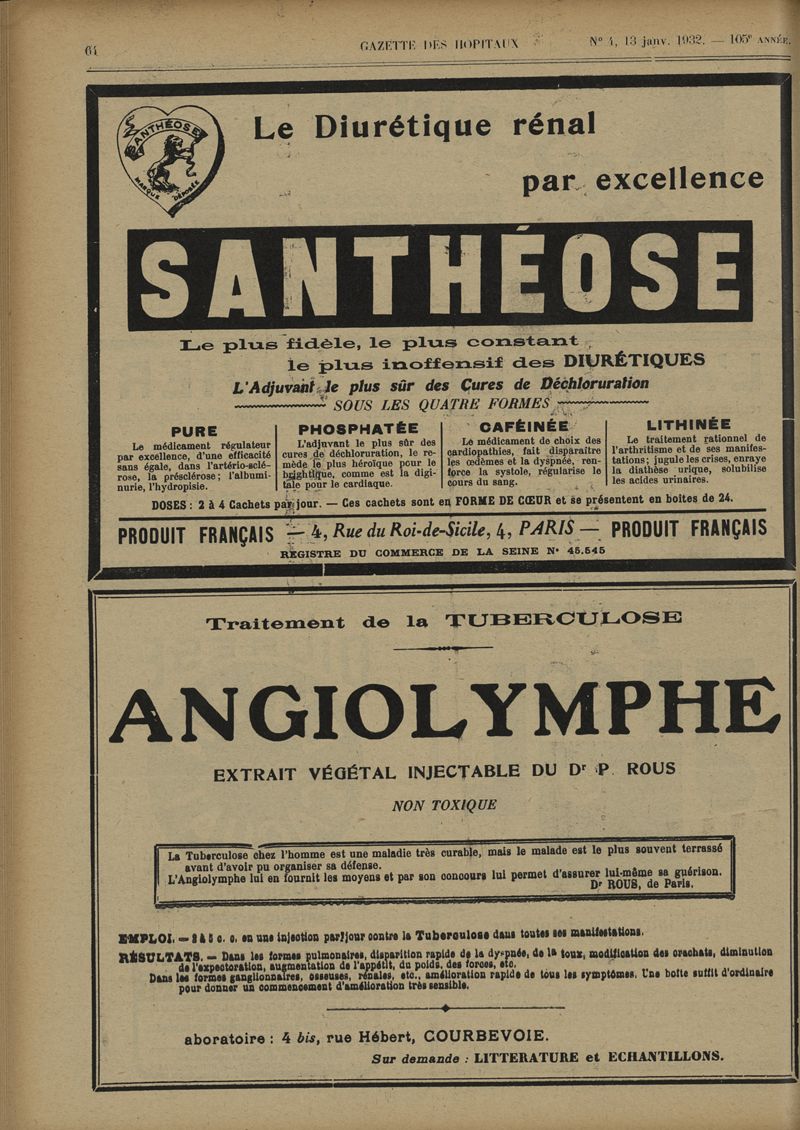 64
GAZETTE DES HOPITAUX
N° 4, 13 janv. 1932. — 105e ANNÉE.
SANTHÉOSE
MARQUE DÉPOSÉE
Le Diurétique rénal
par excellence
SANTHÉOSE
Le plus fidèle, le plus constant
le plus inoffensif des DIURÉTIQUES
L'Adjuvant le plus sûr des Cures de Déchloruration
SOUS LES QUATRE FORMES
PURE
Le médicament régulateur
par excellence, d'une efficacité
sans égale, dans l'artério-sclé-
rose, la présclérose ; l'albumi-
nurie, l'hydropisie.
PHOSPHATÉE
L'adjuvant le plus sûr des
cures de déchloruration, le re-
mède le plus héroïque pour le
brightique, comme est la digi-
tale pour le cardiaque.
CAFÉINÉE
Le médicament de choix des
cardiopathies, fait disparaître
les œdèmes et la dyspnée, ren-
force la systole, régularise le
cours du sang.
LITHINÉE
Le traitement rationnel de
l'arthritisme et de ses manifes-
tations ; jugule les crises, enraye
la diathèse urique, solubilise
les acides urinaires.
DOSES : 2 à 4 Cachets par jour. — Ces cachets sont en FORME DE CŒUR et se présentent en boîtes de 24.
PRODUIT FRANÇAIS — 4, Rue du Roi-de-Sicile, 4, PARIS — PRODUIT FRANÇAIS
REGISTRE DU COMMERCE DE LA SEINE N° 45.545
Traitement de la TUBERCULOSE
ANGIOLYMPHE
EXTRAIT VÉGÉTAL INJECTABLE DU Dr P. ROUS
NON TOXIQUE
La Tuberculose chez l'homme est une maladie très curable, mais le malade est le plus souvent terrassé
avant d'avoir pu organiser sa défense.
L'Angiolymphe lui en fournit les moyens et par son concours lui permet d'assurer lui-même sa guérison.
Dr ROUS, de Paris.
EMPLOI. — 2 à 5 c. c. en une injection par jour contre la Tuberculose dans toutes ses manifestations.
RÉSULTATS. — Dans les formes pulmonaires, disparition rapide de la dyspnée, de la toux, modification des crachats, diminution
de l'expectoration, augmentation de l'appétit, du poids, des forces, etc.
Dans les formes ganglionnaires, osseuses, rénales, etc., amélioration rapide de tous les symptômes. Une boîte suffit d'ordinaire
pour donner un commencement d'amélioration très sensible.
aboratoire : 4 bis, rue Hébert, COURBEVOIE.
Sur demande : LITTERATURE et ECHANTILLONS.